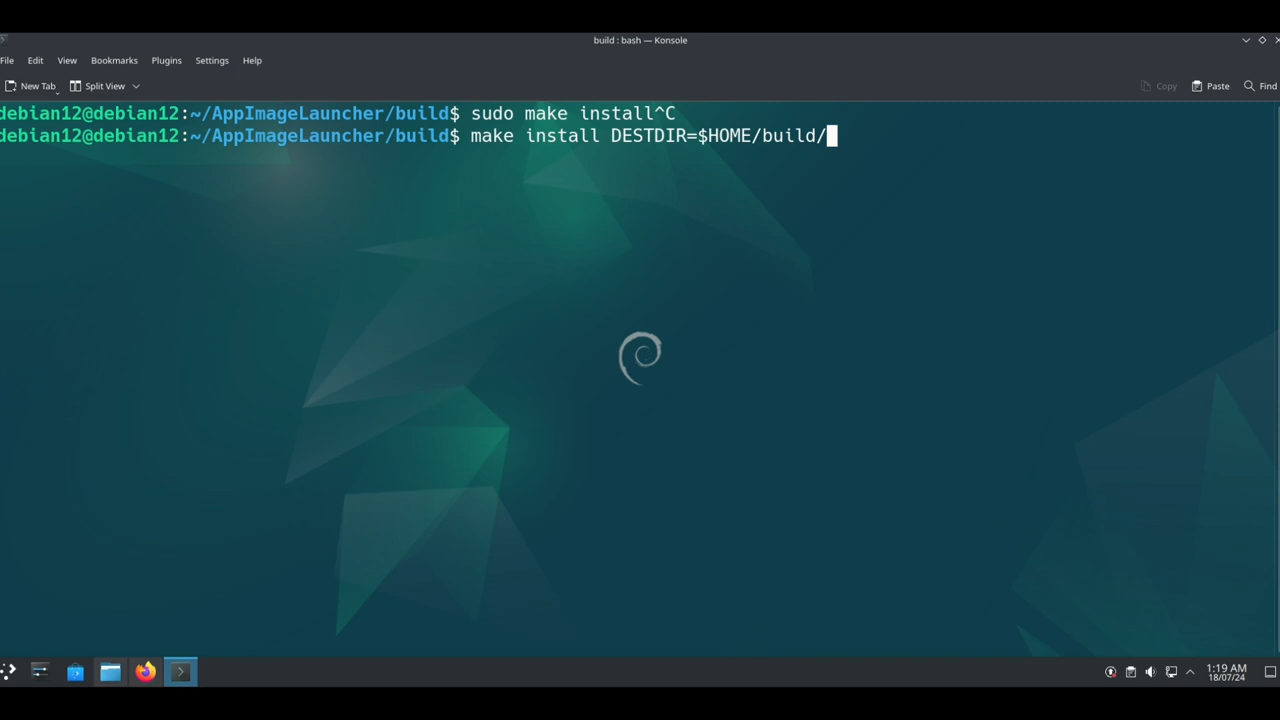 build : bash — Konsole
File Edit View Bookmarks Plugins Settings Help
New Tab Split View Copy Paste Find
debian12@debian12:~/AppImageLauncher/build$ sudo make install^C
debian12@debian12:~/AppImageLauncher/build$ make install DESTDIR=$HOME/build/
1:19 AM
18/07/24